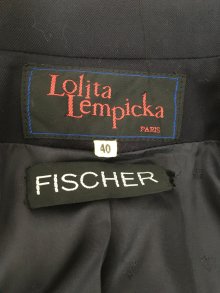 Lolita
Lempicka
PARIS
40
FISCHER